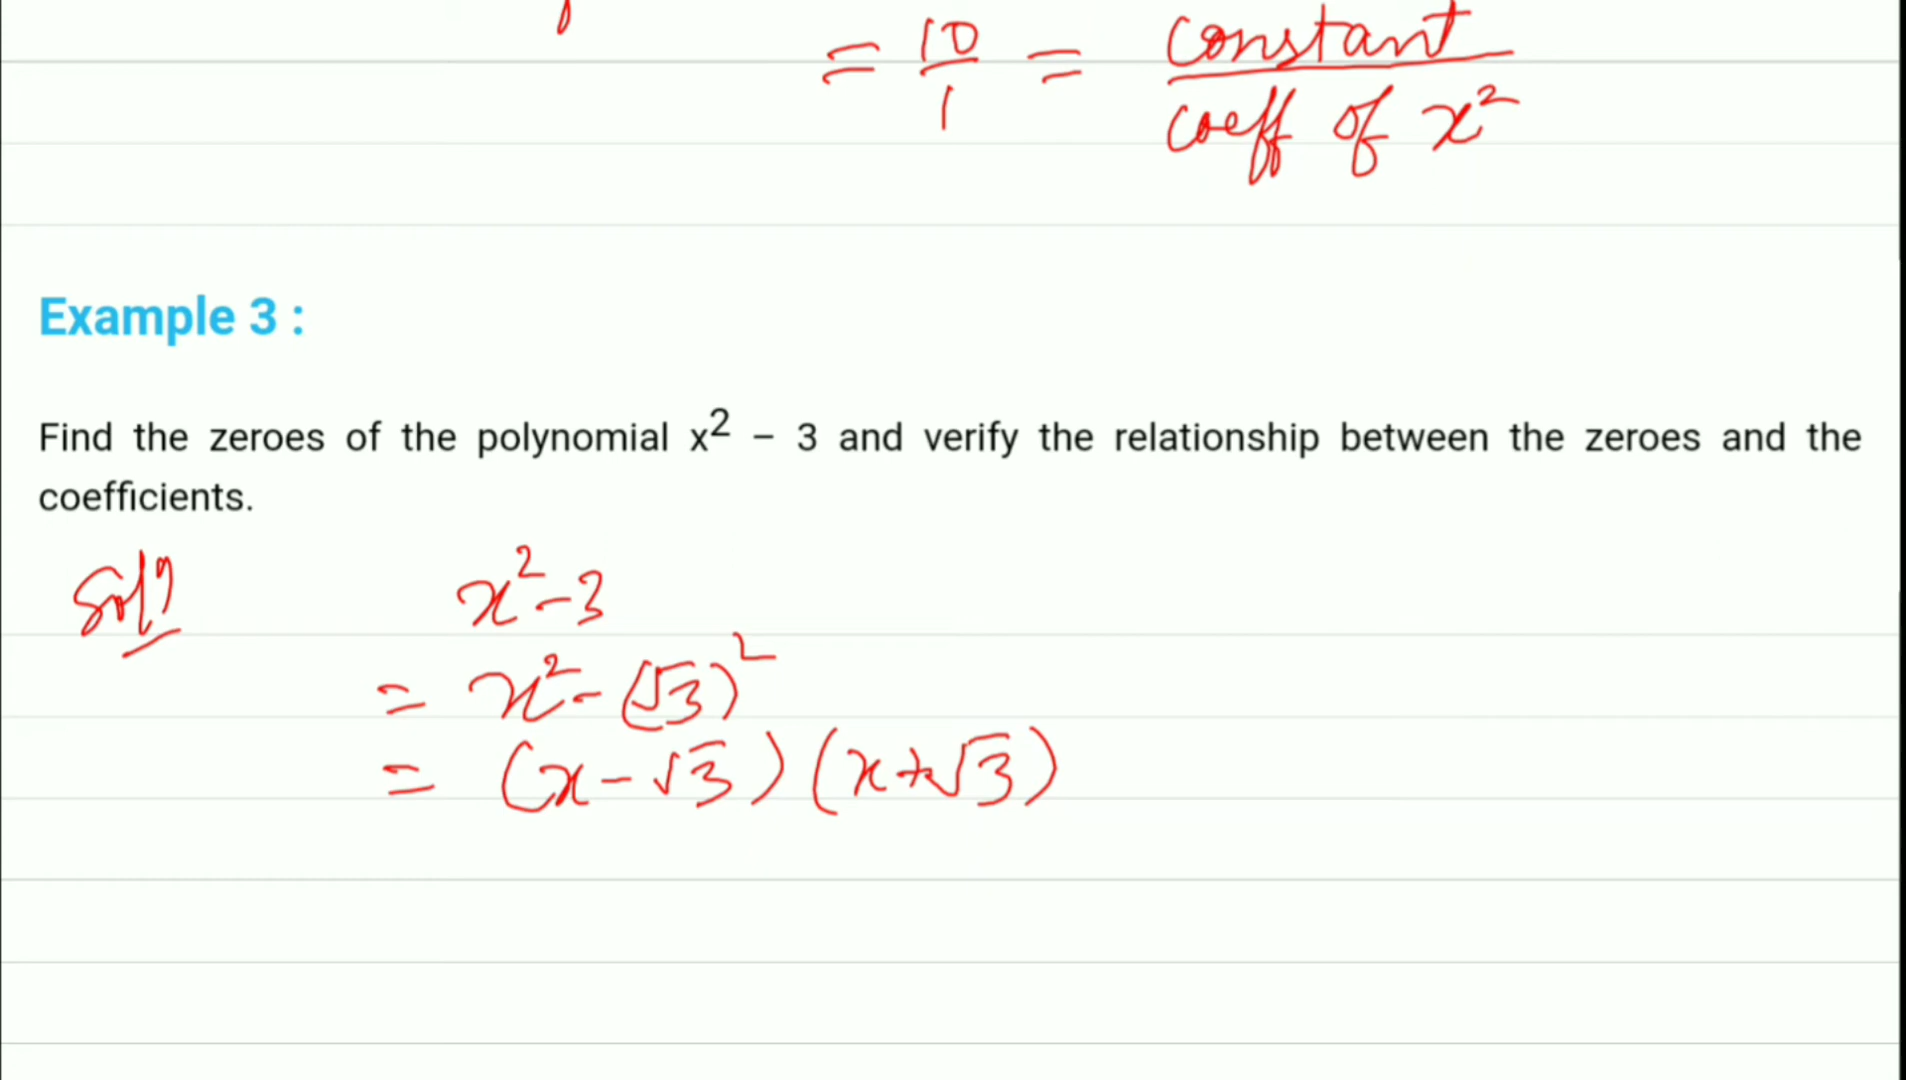 = 10/1 = constant/coeff of x²
Example 3 :
Find the zeroes of the polynomial x² – 3 and verify the relationship between the zeroes and the
coefficients.
Solⁿ x²-3
= x²-(√3)²
= (x-√3)(x+√3)